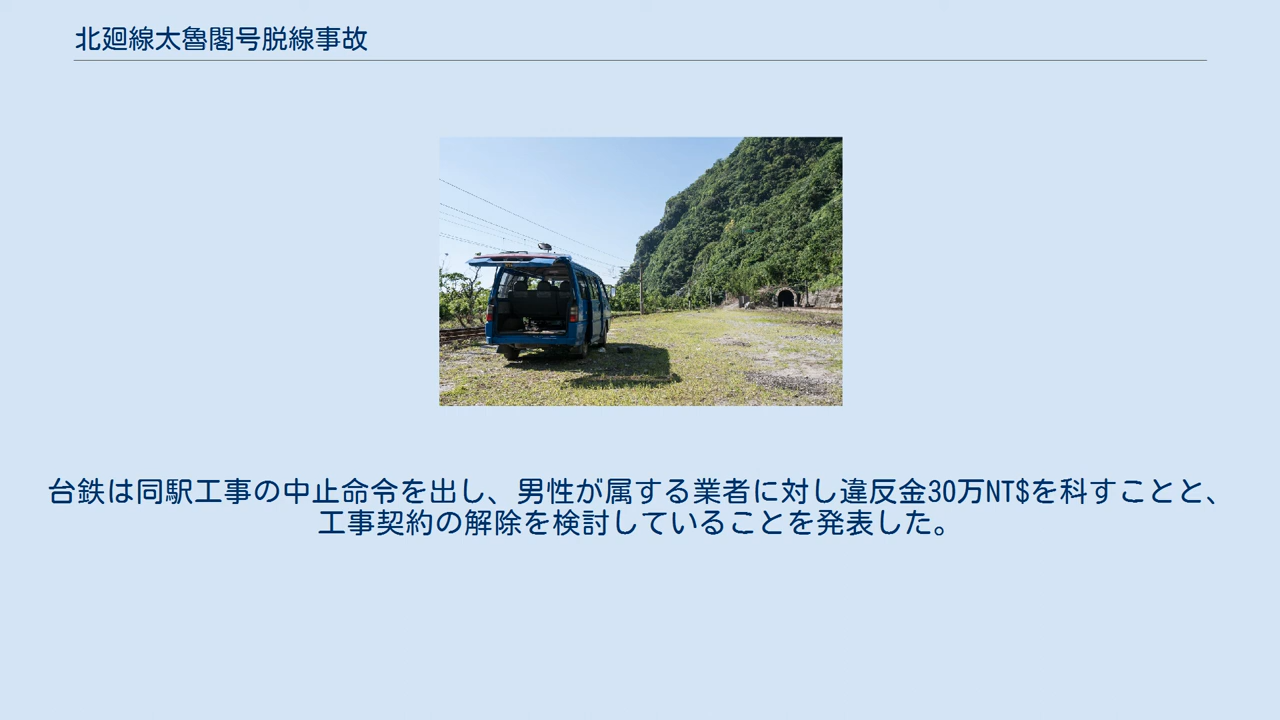 北廻線太魯閣号脱線事故
台鉄は同駅工事の中止命令を出し、男性が属する業者に対し違反金30万NT$を科すことと、
工事契約の解除を検討していることを発表した。